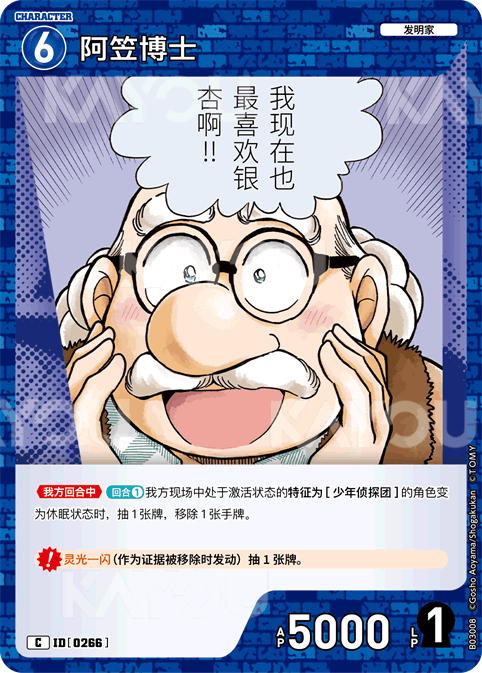 CHARACTER
6
阿笠博士
发明家
我现在也
最喜欢银
杏啊!!
我方回合中 回合① 我方现场中处于激活状态的特征为[少年侦探团]的角色变
为休眠状态时，抽1张牌，移除1张手牌。
灵光一闪(作为证据被移除时发动) 抽1张牌。
C ID[0266]
AP 5000
LP 1
B03008 ©Gosho Aoyama/Shogakukan ©TOMY
KAYOU
KAYOU
KAYOU